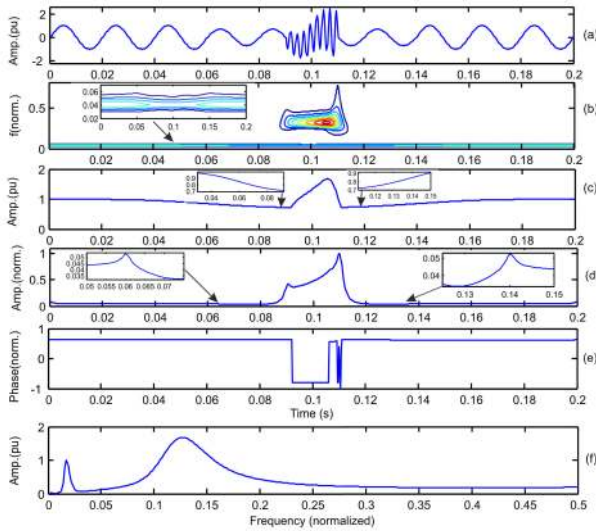 Amp.(pu)
2
0
-2
0 0.02 0.04 0.06 0.08 0.1 0.12 0.14 0.16 0.18 0.2
(a)
f(norm.)
0.5
0
0.06
0.04
0.02
0 0.05 0.1 0.15 0.2
0 0.02 0.04 0.06 0.08 0.1 0.12 0.14 0.16 0.18 0.2
(b)
Amp.(pu)
2
1
0
0.9
0.8
0.7
0.04 0.06 0.08
0.9
0.8
0.7
0.12 0.13 0.14 0.15
0 0.02 0.04 0.06 0.08 0.1 0.12 0.14 0.16 0.18 0.2
(c)
Amp.(norm.)
1
0.5
0
0.05
0.045
0.04
0.035
0.05 0.055 0.06 0.065 0.07
0.05
0.04
0.13 0.14 0.15
0 0.02 0.04 0.06 0.08 0.1 0.12 0.14 0.16 0.18 0.2
(d)
Phase(norm.)
1
0
-1
0 0.02 0.04 0.06 0.08 0.1 0.12 0.14 0.16 0.18 0.2
(e)
Time (s)
Amp.(pu)
2
1
0
0 0.05 0.1 0.15 0.2 0.25 0.3 0.35 0.4 0.45 0.5
(f)
Frequency (normalized)